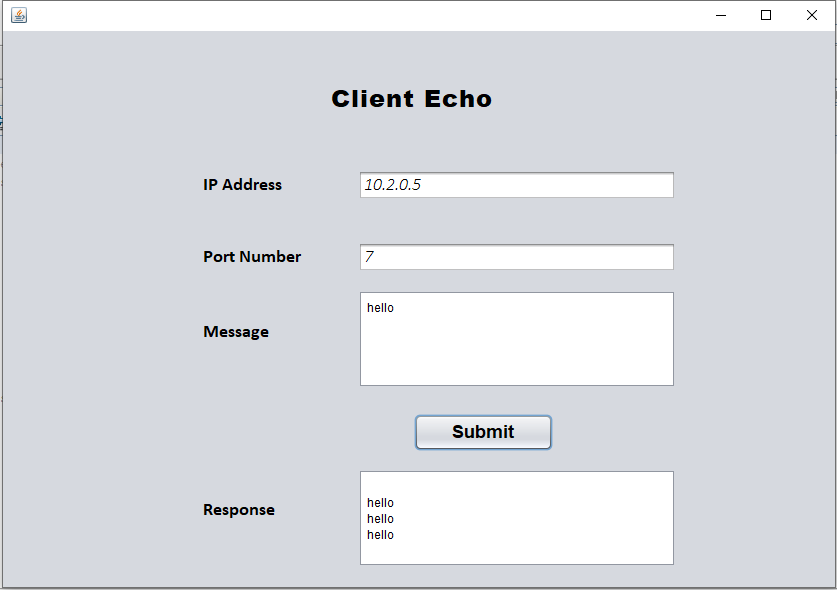 Client Echo
IP Address
10.2.0.5
Port Number
7
Message
hello
Submit
Response
hello
hello
hello